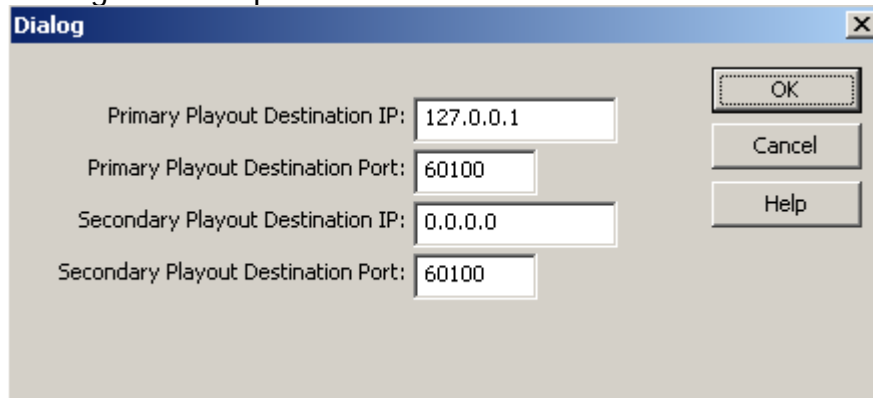 Dialog
Primary Playout Destination IP: 127.0.0.1
OK
Primary Playout Destination Port: 60100
Cancel
Secondary Playout Destination IP: 0.0.0.0
Help
Secondary Playout Destination Port: 60100